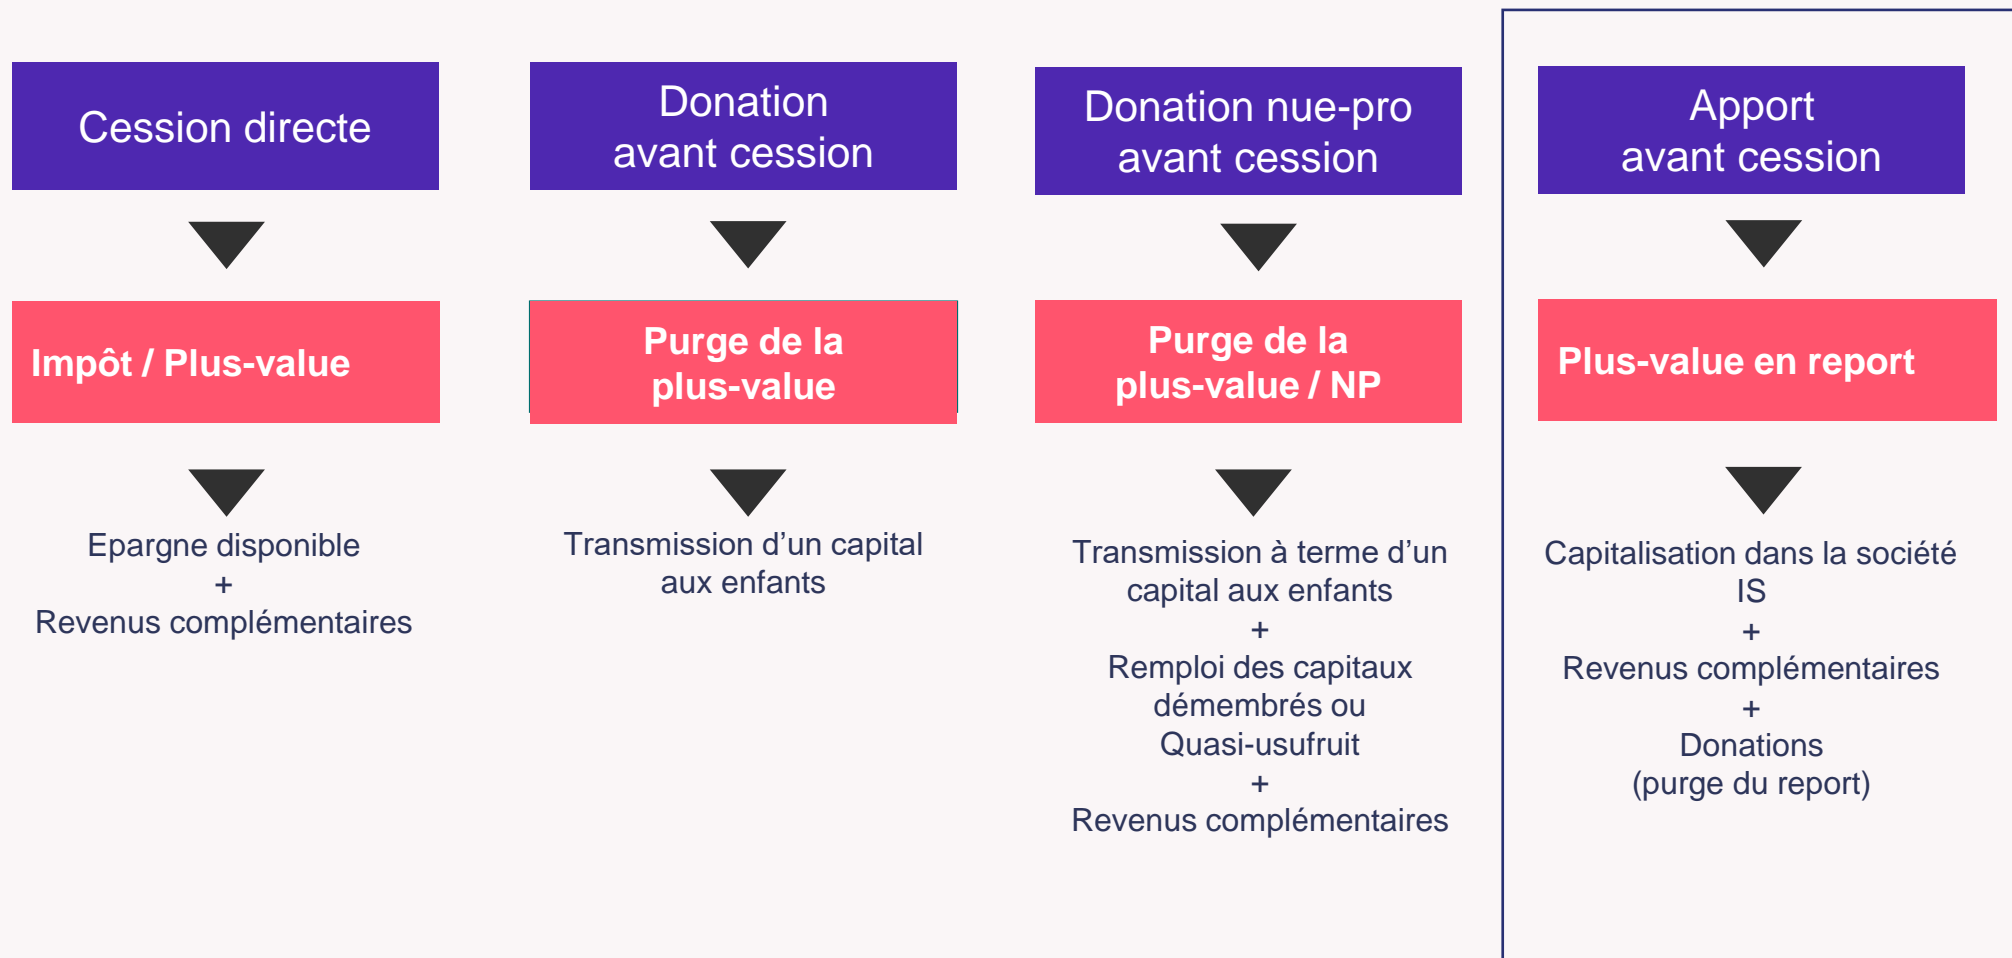 Cession directe
Impôt / Plus-value
Epargne disponible
+
Revenus complémentaires
Donation
avant cession
Purge de la
plus-value
Transmission d'un capital
aux enfants
Donation nue-pro
avant cession
Purge de la
plus-value / NP
Transmission à terme d'un
capital aux enfants
+
Remploi des capitaux
démembrés ou
Quasi-usufruit
+
Revenus complémentaires
Apport
avant cession
Plus-value en report
Capitalisation dans la société
IS
+
Revenus complémentaires
+
Donations
(purge du report)